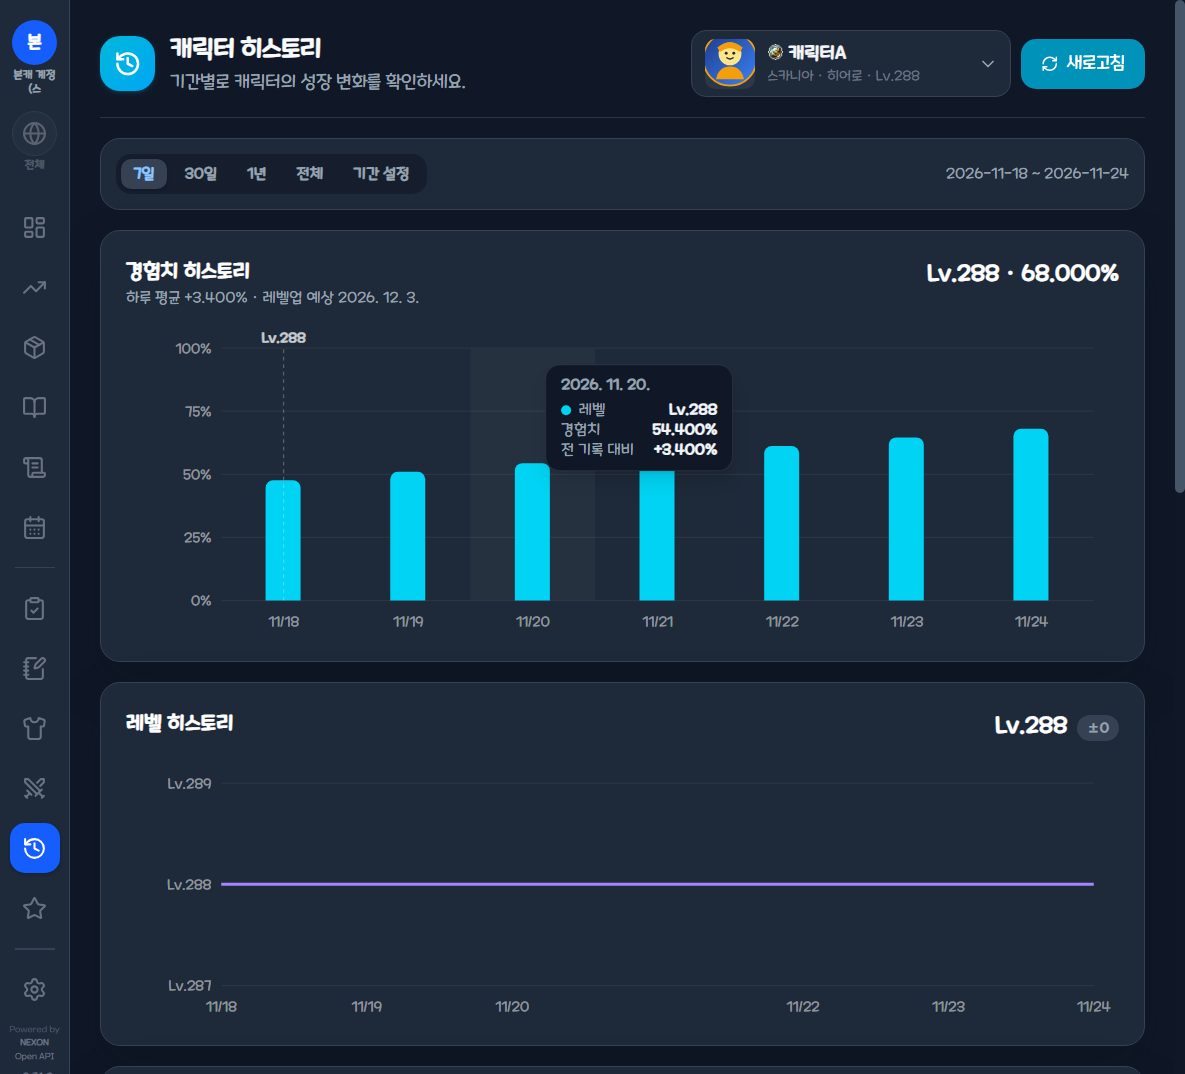 본
본캐 계정
(스
전체
Powered by
NEXON
Open API
캐릭터 히스토리
기간별로 캐릭터의 성장 변화를 확인하세요.
캐릭터A
스카니아 · 히어로 · Lv.288
새로고침
7일 30일 1년 전체 기간 설정
2026-11-18 ~ 2026-11-24
경험치 히스토리
하루 평균 +3.400% · 레벨업 예상 2026. 12. 3.
Lv.288 · 68.000%
Lv.288
100%
75%
50%
25%
0%
2026. 11. 20.
레벨 Lv.288
경험치 54.400%
전 기록 대비 +3.400%
11/18 11/19 11/20 11/21 11/22 11/23 11/24
레벨 히스토리
Lv.288 ±0
Lv.289
Lv.288
Lv.287
11/18 11/19 11/20 11/22 11/23 11/24